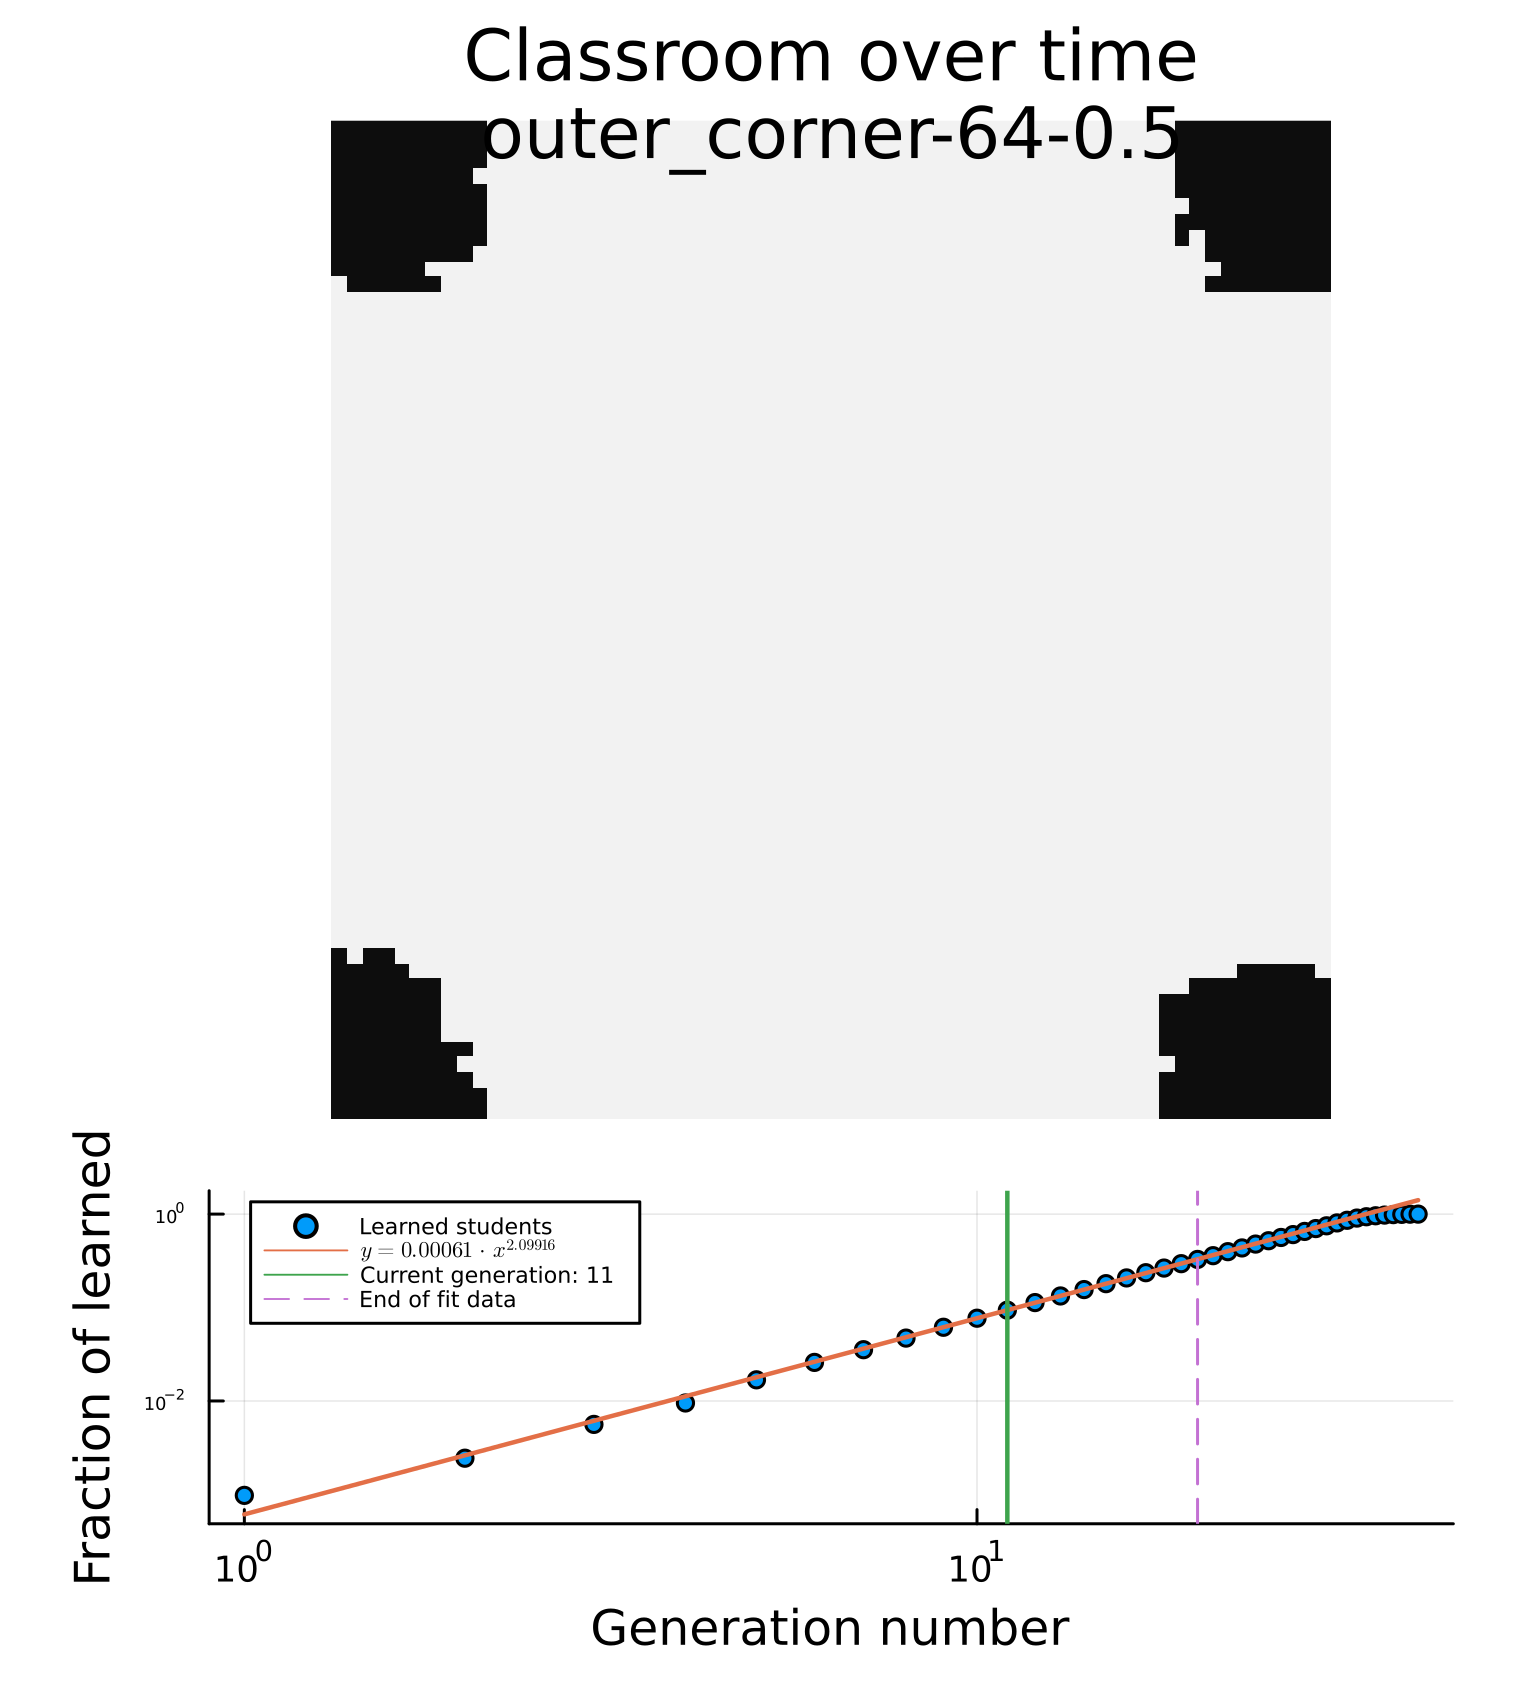 Classroom over time
outer_corner-64-0.5
Fraction of learned
10^0
10^−2
Learned students
y = 0.00061 · x^2.09916
Current generation: 11
End of fit data
10^0
10^1
Generation number